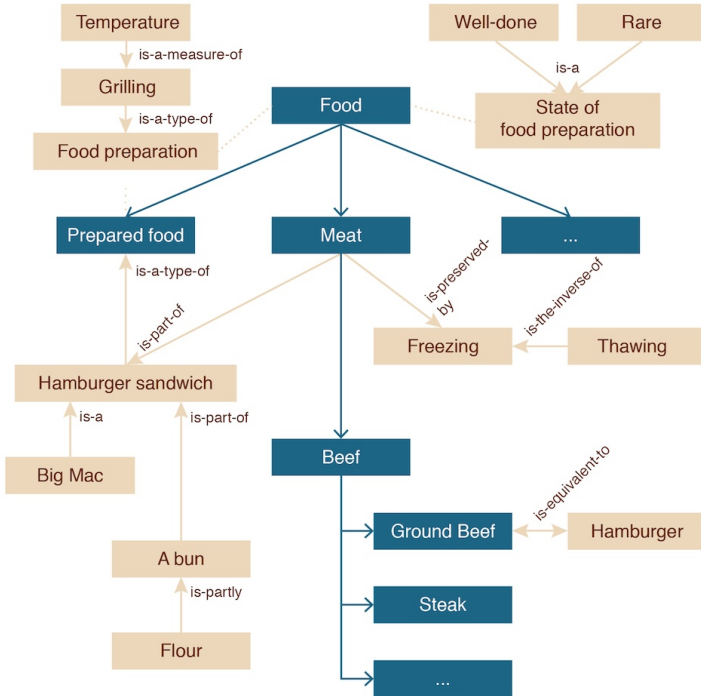 Temperature
is-a-measure-of
Grilling
is-a-type-of
Food preparation
Well-done
Rare
is-a
State of
food preparation
Food
Prepared food
Meat
...
is-a-type-of
is-part-of
is-preserved-
by
is-the-inverse-of
Freezing
Thawing
Hamburger sandwich
is-a
is-part-of
Big Mac
Beef
A bun
is-partly
Flour
Ground Beef
is-equivalent-to
Hamburger
Steak
...